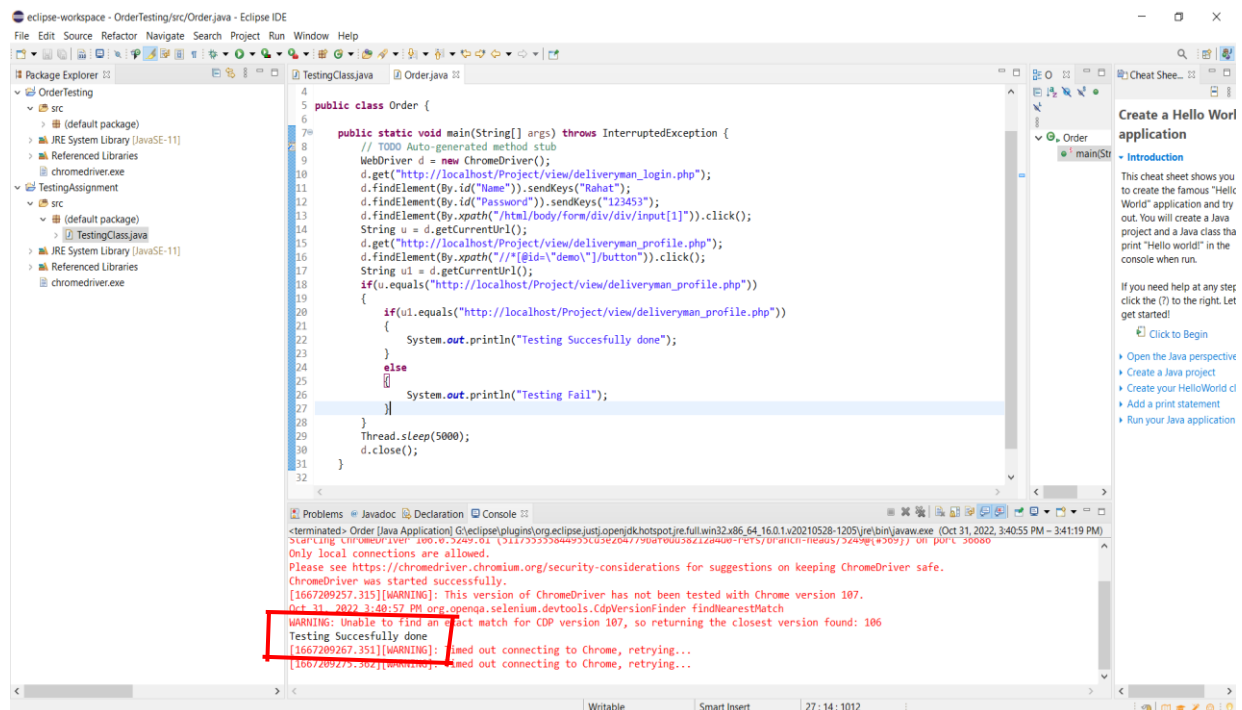 eclipse-workspace - OrderTesting/src/Order.java - Eclipse IDE
File Edit Source Refactor Navigate Search Project Run Window Help
Package Explorer
OrderTesting
src
(default package)
JRE System Library [JavaSE-11]
Referenced Libraries
chromedriver.exe
TestingAssignment
src
(default package)
TestingClass.java
JRE System Library [JavaSE-11]
Referenced Libraries
chromedriver.exe
TestingClass.java Order.java
4
5 public class Order {
6
7 public static void main(String[] args) throws InterruptedException {
8 // TODO Auto-generated method stub
9 WebDriver d = new ChromeDriver();
10 d.get("http://localhost/Project/view/deliveryman_login.php");
11 d.findElement(By.id("Name")).sendKeys("Rahat");
12 d.findElement(By.id("Password")).sendKeys("123453");
13 d.findElement(By.xpath("/html/body/form/div/div/input[1]")).click();
14 String u = d.getCurrentUrl();
15 d.get("http://localhost/Project/view/deliveryman_profile.php");
16 d.findElement(By.xpath("//*[@id=\"demo\"]/button")).click();
17 String u1 = d.getCurrentUrl();
18 if(u.equals("http://localhost/Project/view/deliveryman_profile.php"))
19 {
20 if(u1.equals("http://localhost/Project/view/deliveryman_profile.php"))
21 {
22 System.out.println("Testing Succesfully done");
23 }
24 else
25 {
26 System.out.println("Testing Fail");
27 }
28 }
29 Thread.sleep(5000);
30 d.close();
31 }
32
O
Order
main(Str
Cheat Shee...
Create a Hello Worl
application
Introduction
This cheat sheet shows you
to create the famous "Hello
World" application and try
out. You will create a Java
project and a Java class tha
print "Hello world!" in the
console when run.
If you need help at any step
click the (?) to the right. Let
get started!
Click to Begin
Open the Java perspective
Create a Java project
Create your HelloWorld cl
Add a print statement
Run your Java application
Problems Javadoc Declaration Console
<terminated> Order [Java Application] G:\eclipse\plugins\org.eclipse.justj.openjdk.hotspot.jre.full.win32.x86_64_16.0.1.v20210528-1205\jre\bin\javaw.exe (Oct 31, 2022, 3:40:55 PM – 3:41:19 PM)
Starting ChromeDriver 106.0.5249.61 on port 36686
Only local connections are allowed.
Please see https://chromedriver.chromium.org/security-considerations for suggestions on keeping ChromeDriver safe.
ChromeDriver was started successfully.
[1667209257.315][WARNING]: This version of ChromeDriver has not been tested with Chrome version 107.
Oct 31, 2022 3:40:57 PM org.openqa.selenium.devtools.CdpVersionFinder findNearestMatch
WARNING: Unable to find an exact match for CDP version 107, so returning the closest version found: 106
Testing Succesfully done
[1667209267.351][WARNING]: Timed out connecting to Chrome, retrying...
[1667209275.362][WARNING]: Timed out connecting to Chrome, retrying...
Writable Smart Insert 27 : 14 : 1012